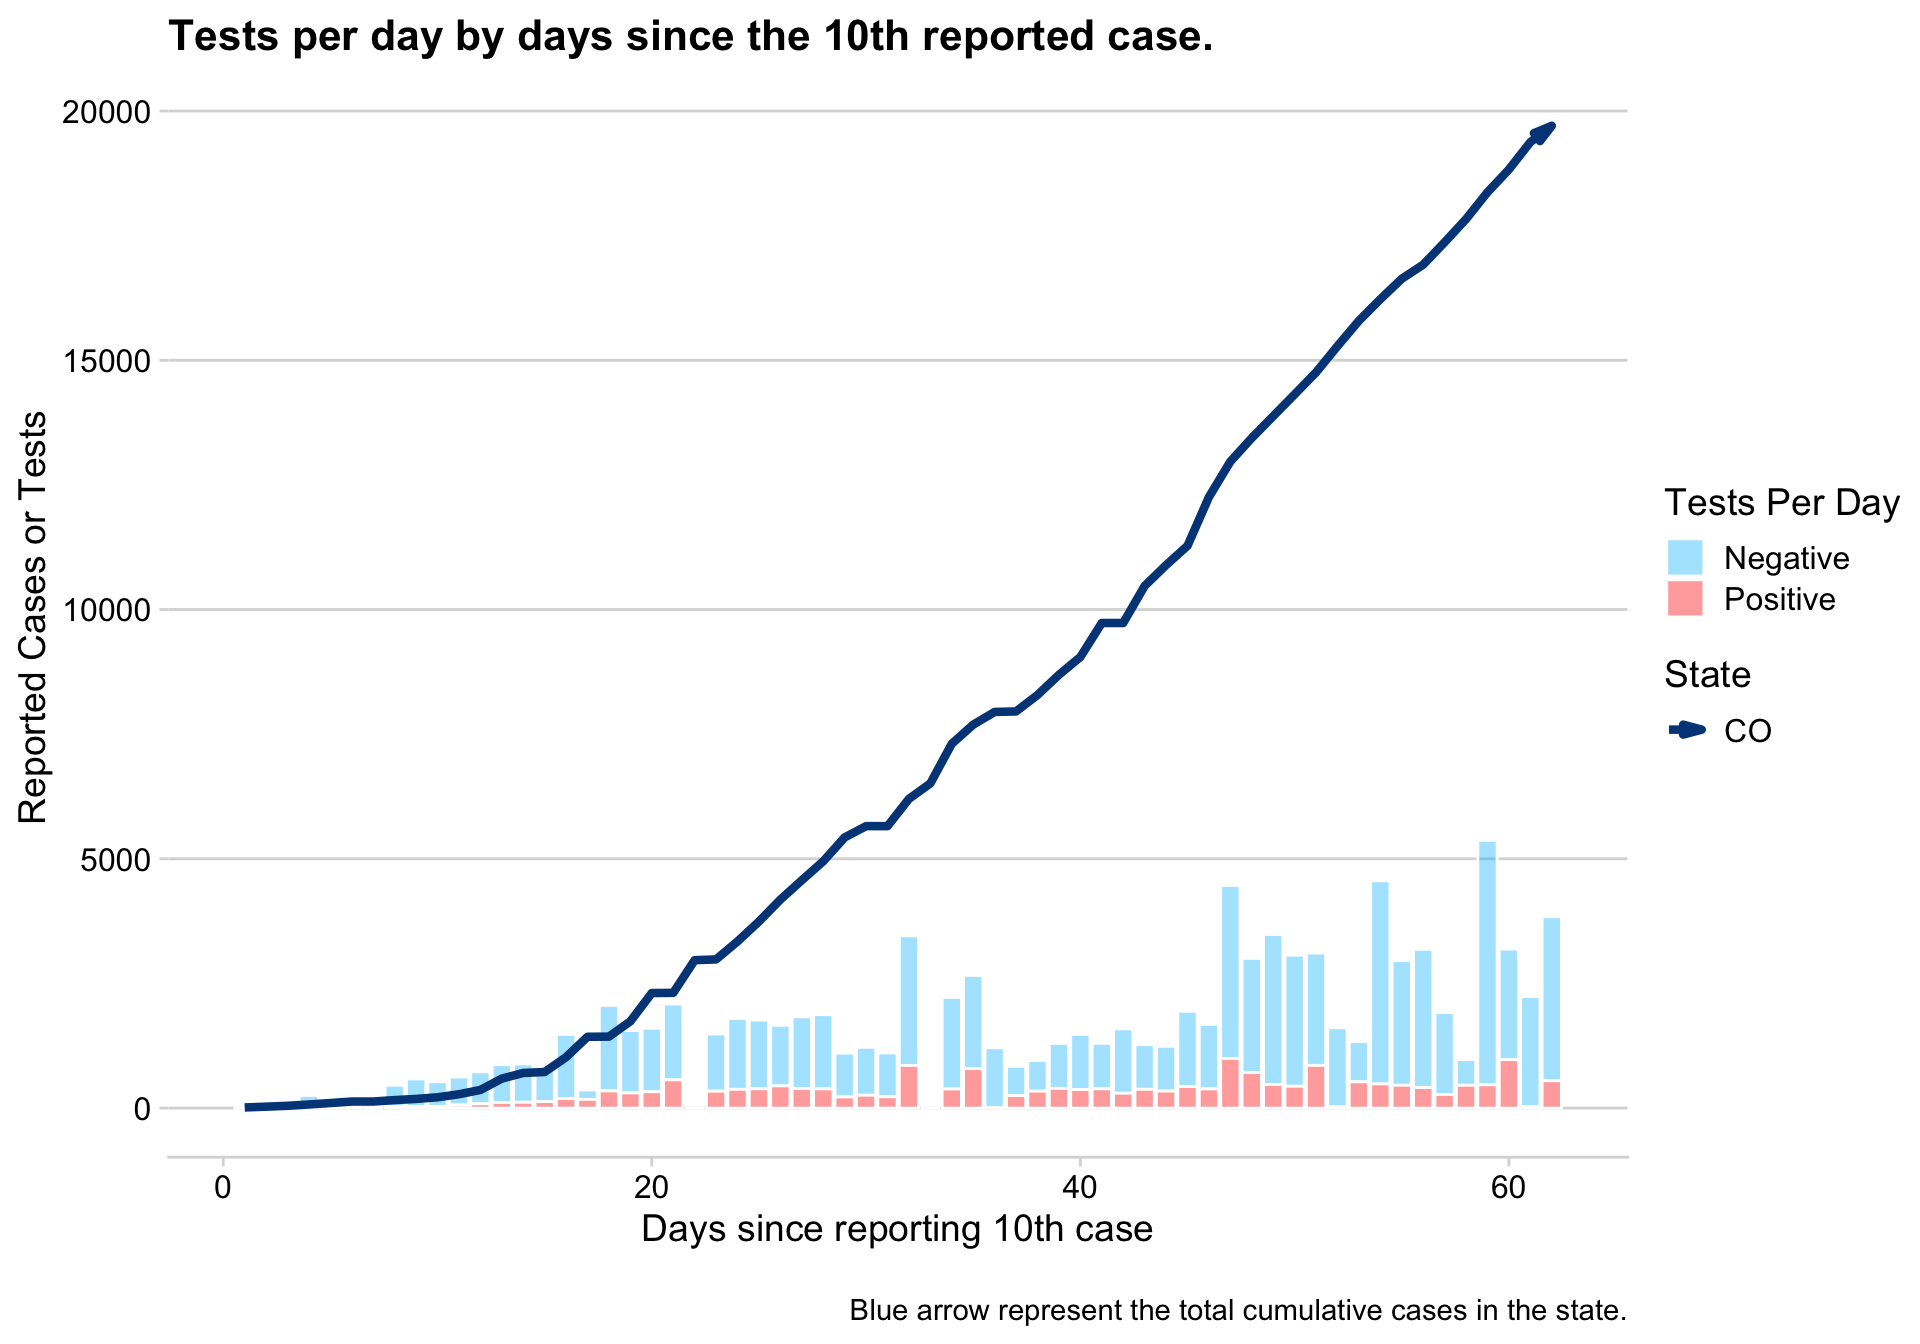 Tests per day by days since the 10th reported case.
20000
15000
10000
5000
0
Reported Cases or Tests
0
20
40
60
Days since reporting 10th case
Tests Per Day
Negative
Positive
State
CO
Blue arrow represent the total cumulative cases in the state.